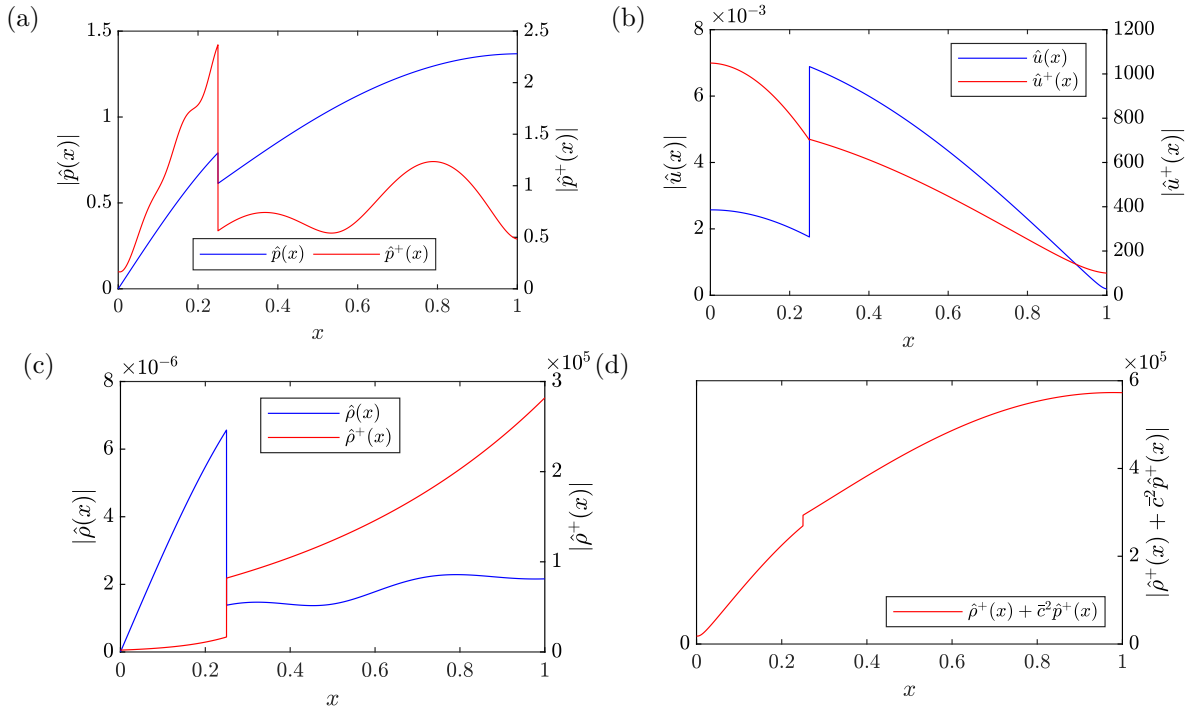 (a)
1.5
1
0.5
0
2.5
2
1.5
1
0.5
0
0 0.2 0.4 0.6 0.8 1
x
|p̂(x)|
|p̂⁺(x)|
p̂(x) p̂⁺(x)
(b)
×10⁻³
8
6
4
2
0
1200
1000
800
600
400
200
0
0 0.2 0.4 0.6 0.8 1
x
|û(x)|
|û⁺(x)|
û(x)
û⁺(x)
(c)
×10⁻⁶
×10⁵
8
6
4
2
0
3
2
1
0
0 0.2 0.4 0.6 0.8 1
x
|ρ̂(x)|
|ρ̂⁺(x)|
ρ̂(x)
ρ̂⁺(x)
(d)
×10⁵
0
6
4
2
0
0 0.2 0.4 0.6 0.8 1
x
|ρ̂⁺(x) + c̄²p̂⁺(x)|
ρ̂⁺(x) + c̄²p̂⁺(x)